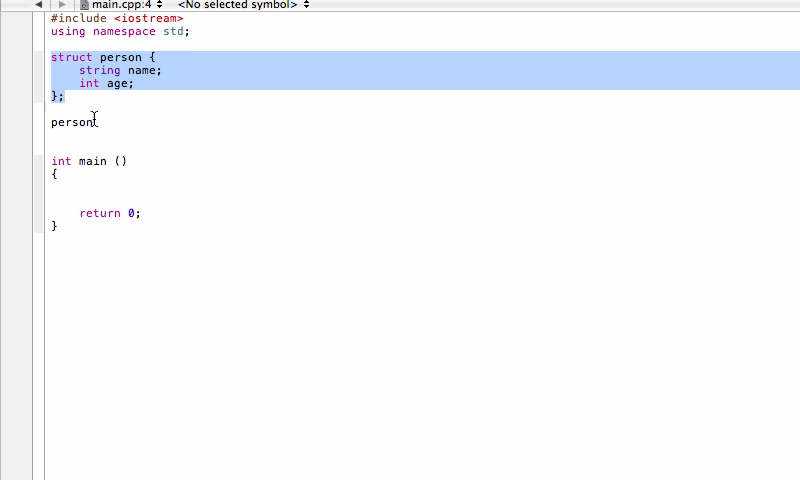 main.cpp:4 <No selected symbol>
#include <iostream>
using namespace std;
struct person {
string name;
int age;
};
person
int main ()
{
return 0;
}